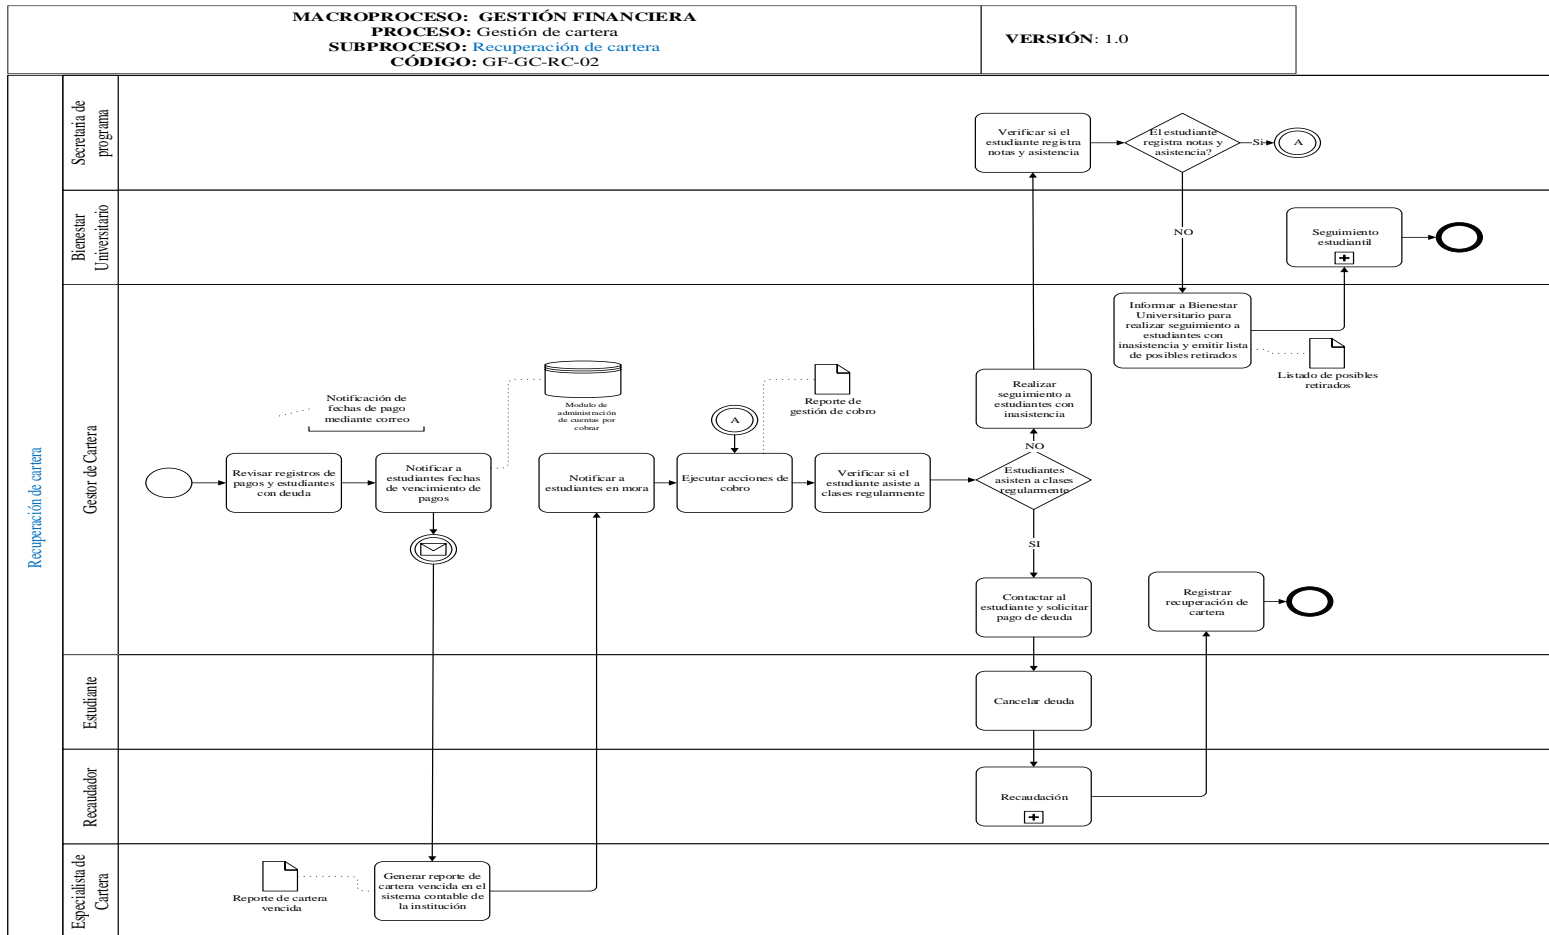 MACROPROCESO: GESTIÓN FINANCIERA
PROCESO: Gestión de cartera
SUBPROCESO: Recuperación de cartera
CÓDIGO: GF-GC-RC-02
VERSIÓN: 1.0
Recuperación de cartera
Secretaria de
programa
Verificar si el
estudiante registra
notas y asistencia
El estudiante
registra notas y
asistencia?
Si
A
NO
Bienestar
Universitario
Seguimiento
estudiantil
Gestor de Cartera
Informar a Bienestar
Universitario para
realizar seguimiento a
estudiantes con
inasistencia y emitir lista
de posibles retirados
Listado de posibles
retirados
Notificación de
fechas de pago
mediante correo
Revisar registros de
pagos y estudiantes
con deuda
Notificar a
estudiantes fechas
de vencimiento de
pagos
Modulo de
administración
de cuentas por
cobrar
Notificar a
estudiantes en mora
A
Reporte de
gestión de cobro
Ejecutar acciones de
cobro
Verificar si el
estudiante asiste a
clases regularmente
Realizar
seguimiento a
estudiantes con
inasistencia
NO
Estudiantes
asisten a clases
regularmente
SI
Contactar al
estudiante y solicitar
pago de deuda
Registrar
recuperación de
cartera
Estudiante
Cancelar deuda
Recaudador
Recaudación
Especialista de
Cartera
Reporte de cartera
vencida
Generar reporte de
cartera vencida en el
sistema contable de
la institución